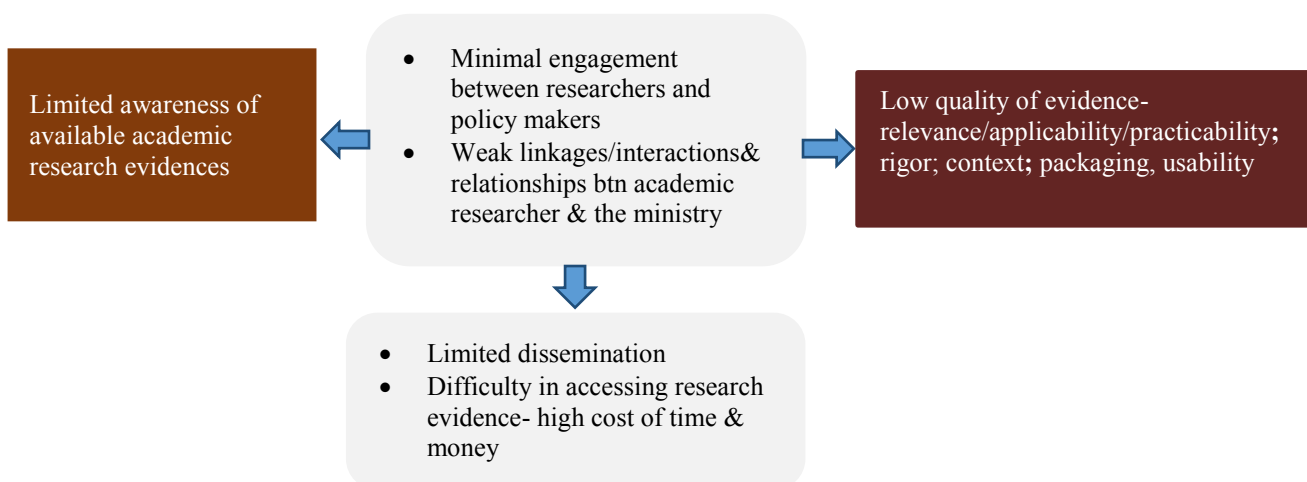 Limited awareness of
available academic
research evidences
• Minimal engagement
between researchers and
policy makers
• Weak linkages/interactions&
relationships btn academic
researcher & the ministry
Low quality of evidence-
relevance/applicability/practicability;
rigor; context; packaging, usability
• Limited dissemination
• Difficulty in accessing research
evidence- high cost of time &
money